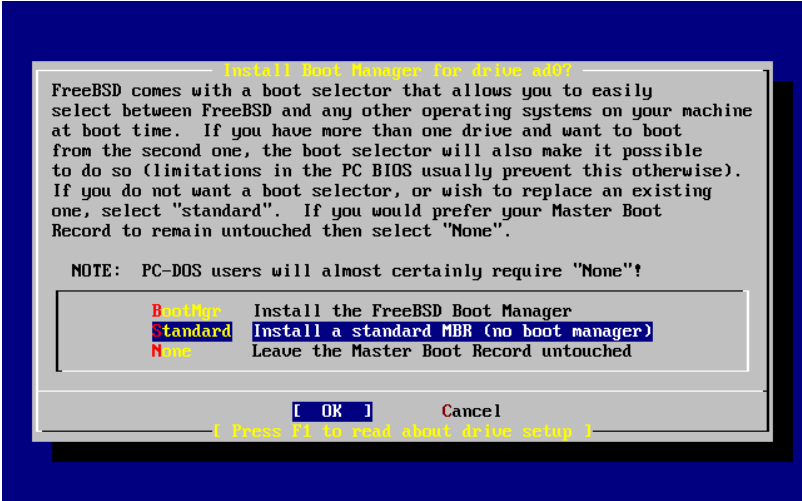 Install Boot Manager for drive ad0?
FreeBSD comes with a boot selector that allows you to easily
select between FreeBSD and any other operating systems on your machine
at boot time.  If you have more than one drive and want to boot
from the second one, the boot selector will also make it possible
to do so (limitations in the PC BIOS usually prevent this otherwise).
If you do not want a boot selector, or wish to replace an existing
one, select "standard".  If you would prefer your Master Boot
Record to remain untouched then select "None".
NOTE:  PC-DOS users will almost certainly require "None"!
BootMgr   Install the FreeBSD Boot Manager
Standard  Install a standard MBR (no boot manager)
None      Leave the Master Boot Record untouched
[  OK  ]       Cancel
[ Press F1 to read about drive setup ]